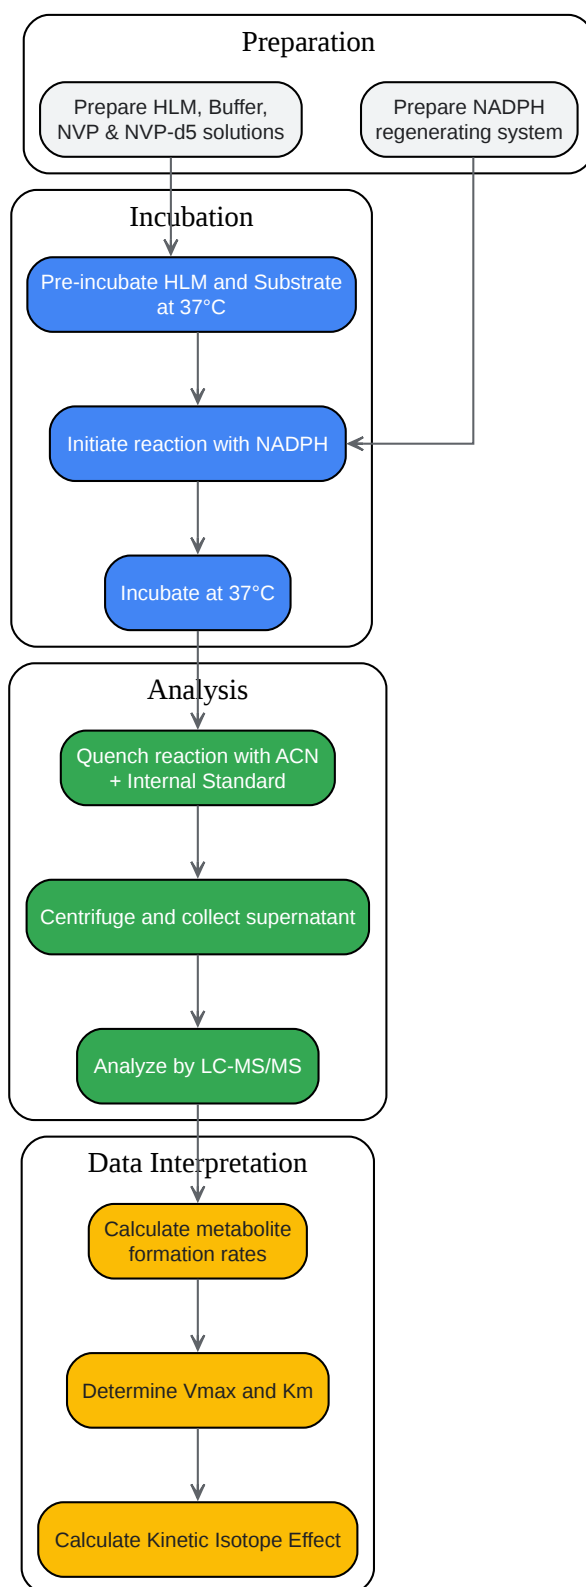 Preparation
Prepare HLM, Buffer,
NVP & NVP-d5 solutions
Prepare NADPH
regenerating system
Incubation
Pre-incubate HLM and Substrate
at 37°C
Initiate reaction with NADPH
Incubate at 37°C
Analysis
Quench reaction with ACN
+ Internal Standard
Centrifuge and collect supernatant
Analyze by LC-MS/MS
Data Interpretation
Calculate metabolite
formation rates
Determine Vmax and Km
Calculate Kinetic Isotope Effect